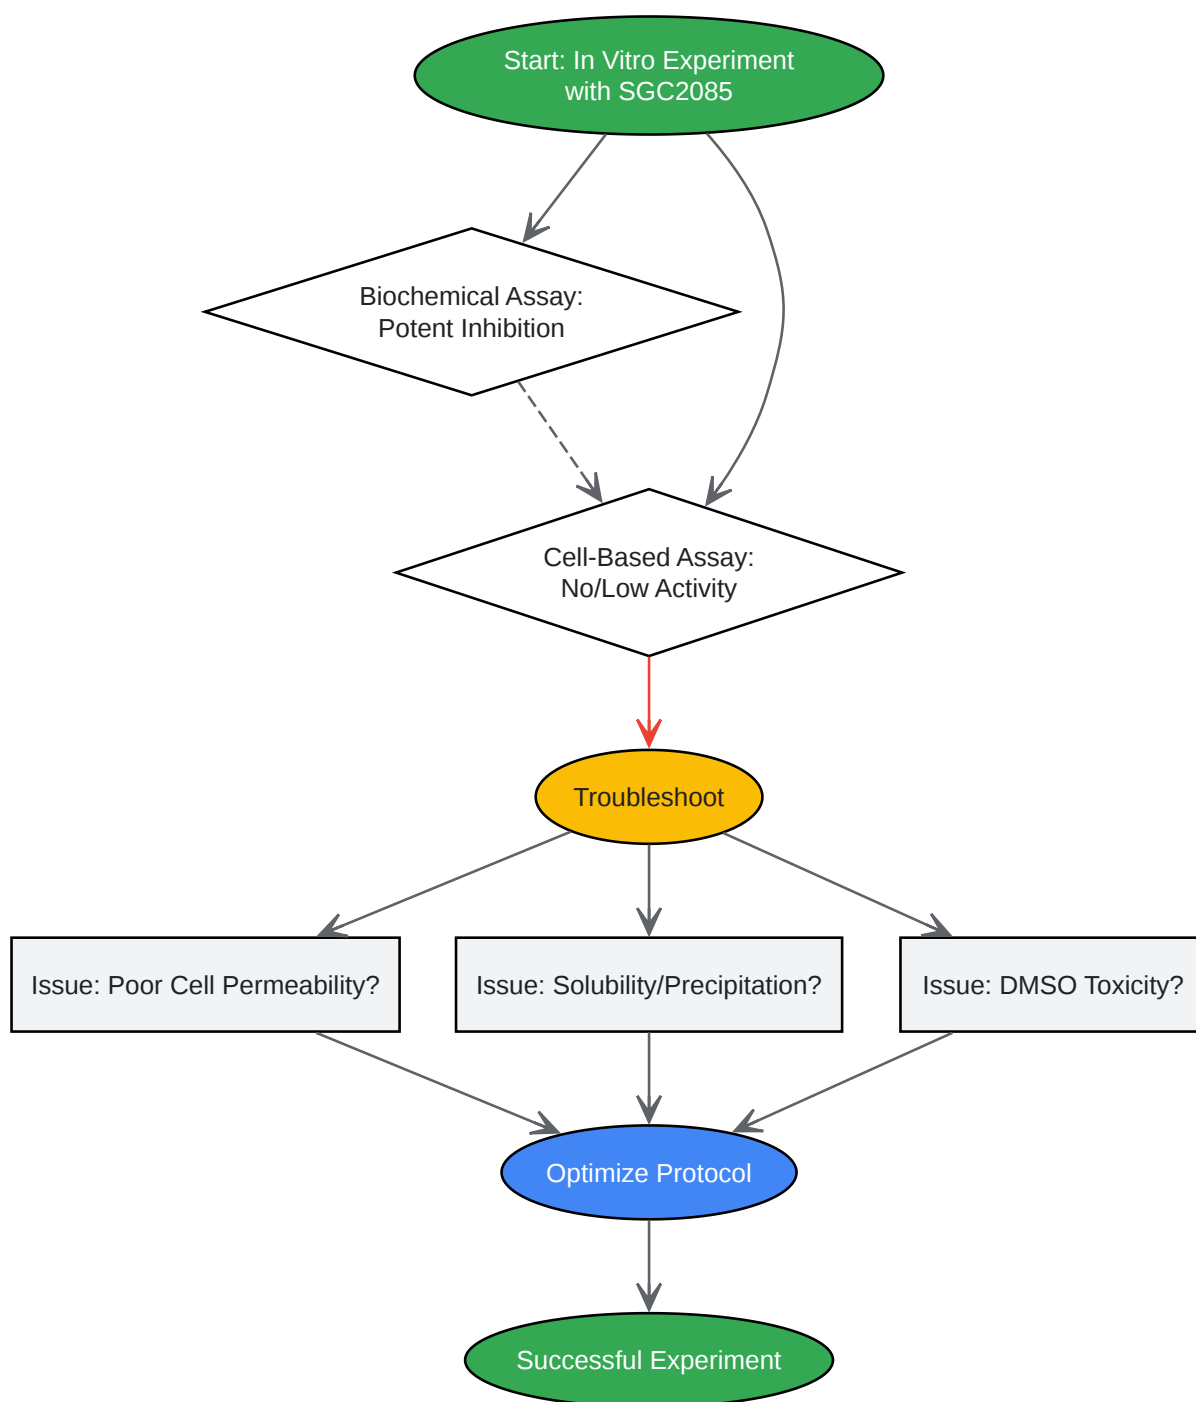 Start: In Vitro Experiment
with SGC2085
Biochemical Assay:
Potent Inhibition
Cell-Based Assay:
No/Low Activity
Troubleshoot
Issue: Poor Cell Permeability?
Issue: Solubility/Precipitation?
Issue: DMSO Toxicity?
Optimize Protocol
Successful Experiment